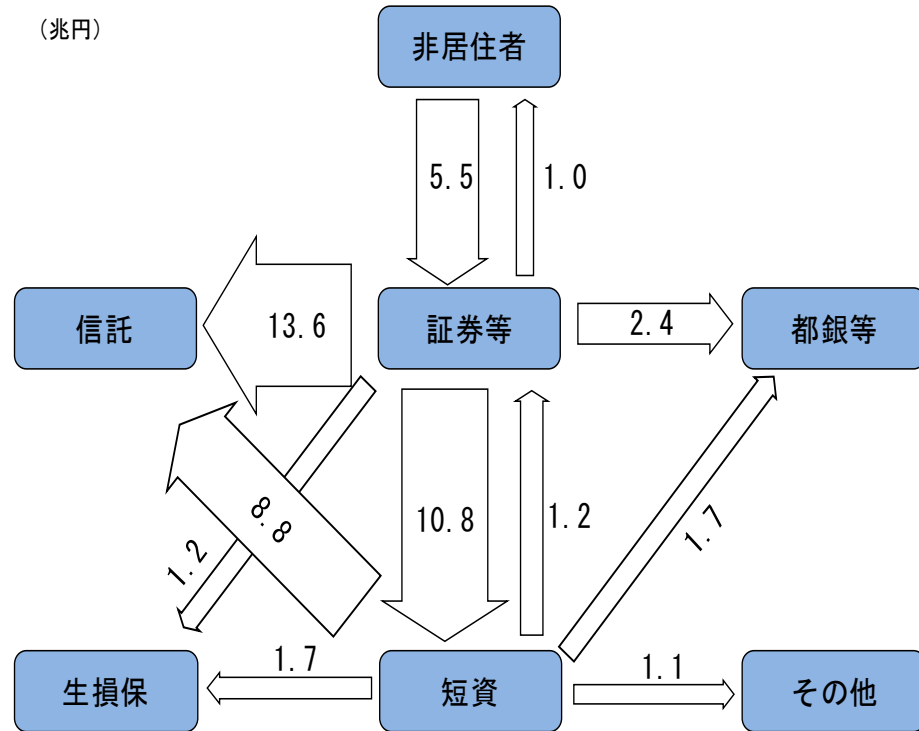 (兆円)
非居住者
5.5
1.0
信託
13.6
証券等
2.4
都銀等
8.8
1.2
10.8
1.2
1.7
生損保
1.7
短資
1.1
その他